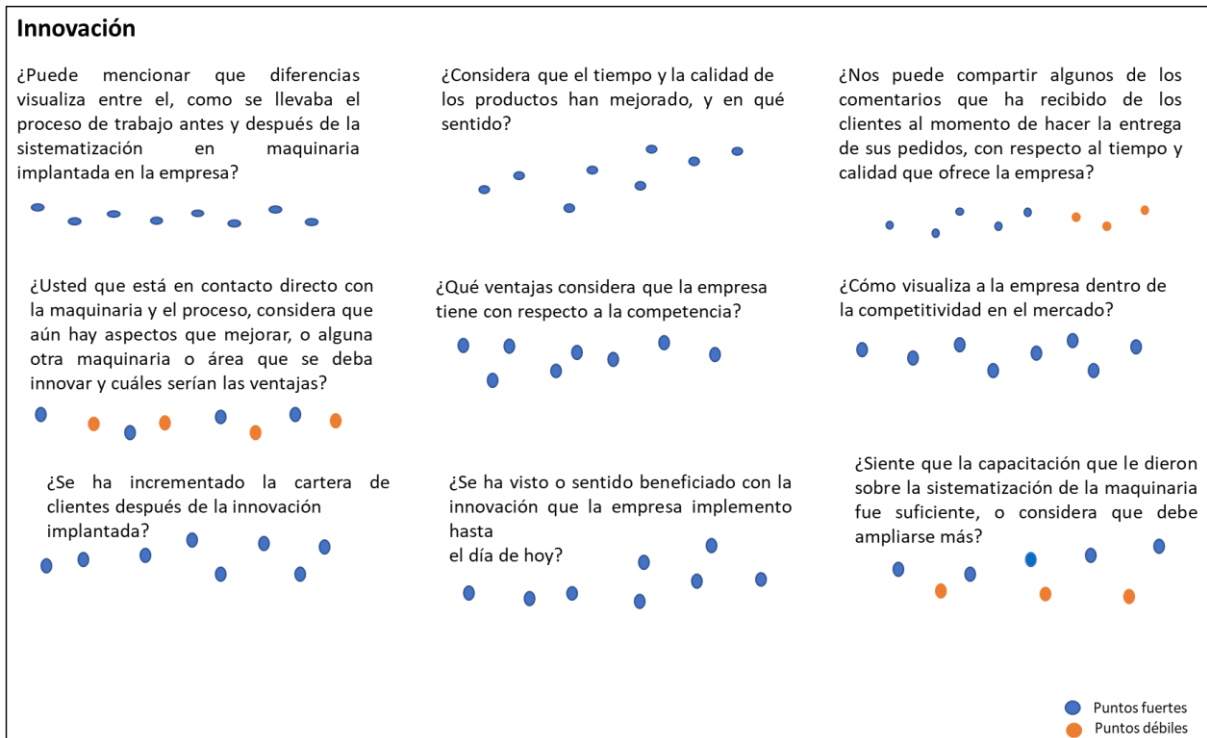 Innovación
¿Puede mencionar que diferencias
visualiza entre el, como se llevaba el
proceso de trabajo antes y después de la
sistematización en maquinaria
implantada en la empresa?
¿Considera que el tiempo y la calidad de
los productos han mejorado, y en qué
sentido?
¿Nos puede compartir algunos de los
comentarios que ha recibido de los
clientes al momento de hacer la entrega
de sus pedidos, con respecto al tiempo y
calidad que ofrece la empresa?
¿Usted que está en contacto directo con
la maquinaria y el proceso, considera que
aún hay aspectos que mejorar, o alguna
otra maquinaria o área que se deba
innovar y cuáles serían las ventajas?
¿Qué ventajas considera que la empresa
tiene con respecto a la competencia?
¿Cómo visualiza a la empresa dentro de
la competitividad en el mercado?
¿Se ha incrementado la cartera de
clientes después de la innovación
implantada?
¿Se ha visto o sentido beneficiado con la
innovación que la empresa implemento
hasta
el día de hoy?
¿Siente que la capacitación que le dieron
sobre la sistematización de la maquinaria
fue suficiente, o considera que debe
ampliarse más?
Puntos fuertes
Puntos débiles